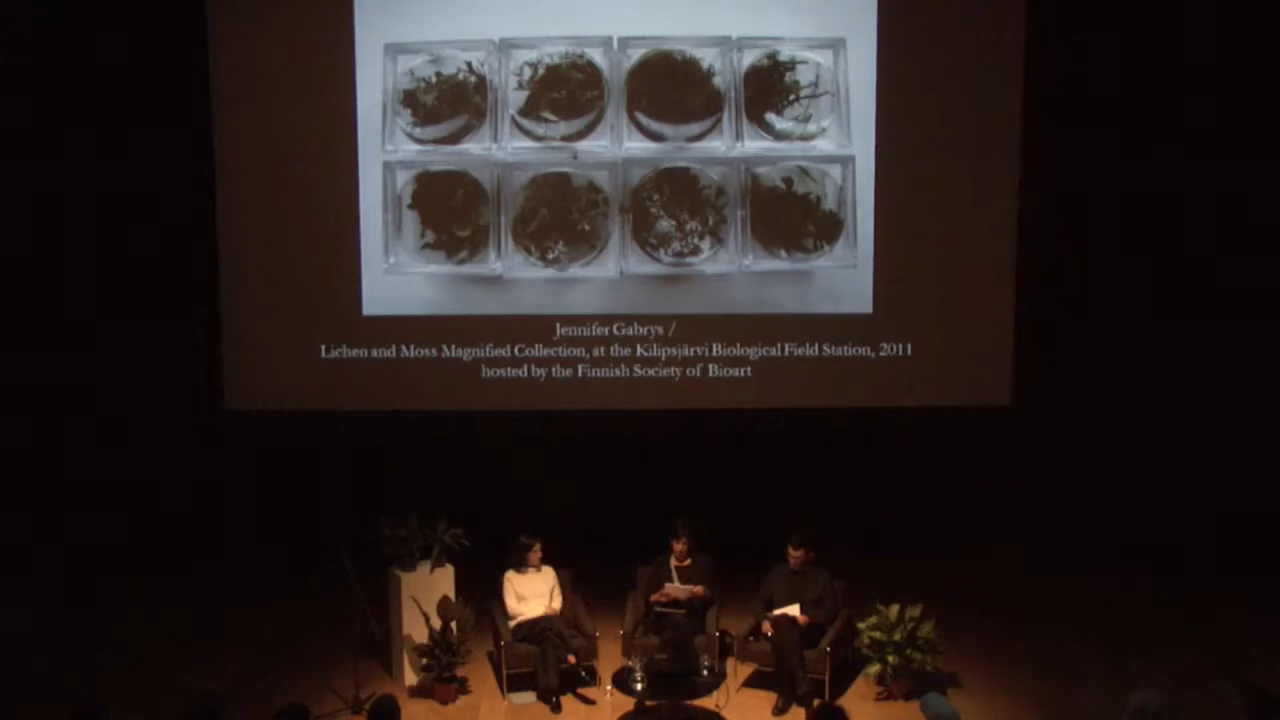 Jennifer Gabrys /
Lichen and Moss Magnified Collection, at the Kilipsjärvi Biological Field Station, 2011
hosted by the Finnish Society of Bioart